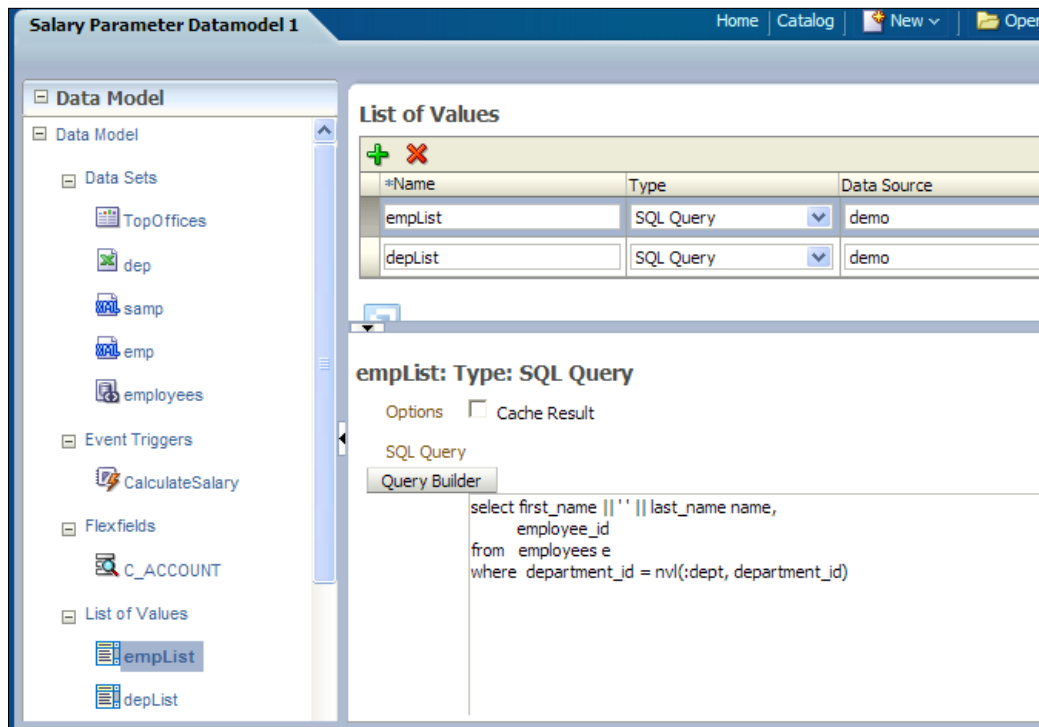 Salary Parameter Datamodel 1
Home Catalog New Open
Data Model
Data Model
Data Sets
TopOffices
dep
samp
emp
employees
Event Triggers
CalculateSalary
Flexfields
C_ACCOUNT
List of Values
empList
depList
List of Values
*Name Type Data Source
empList SQL Query demo
depList SQL Query demo
empList: Type: SQL Query
Options Cache Result
SQL Query
Query Builder
select first_name || ' ' || last_name name,
employee_id
from employees e
where department_id = nvl(:dept, department_id)